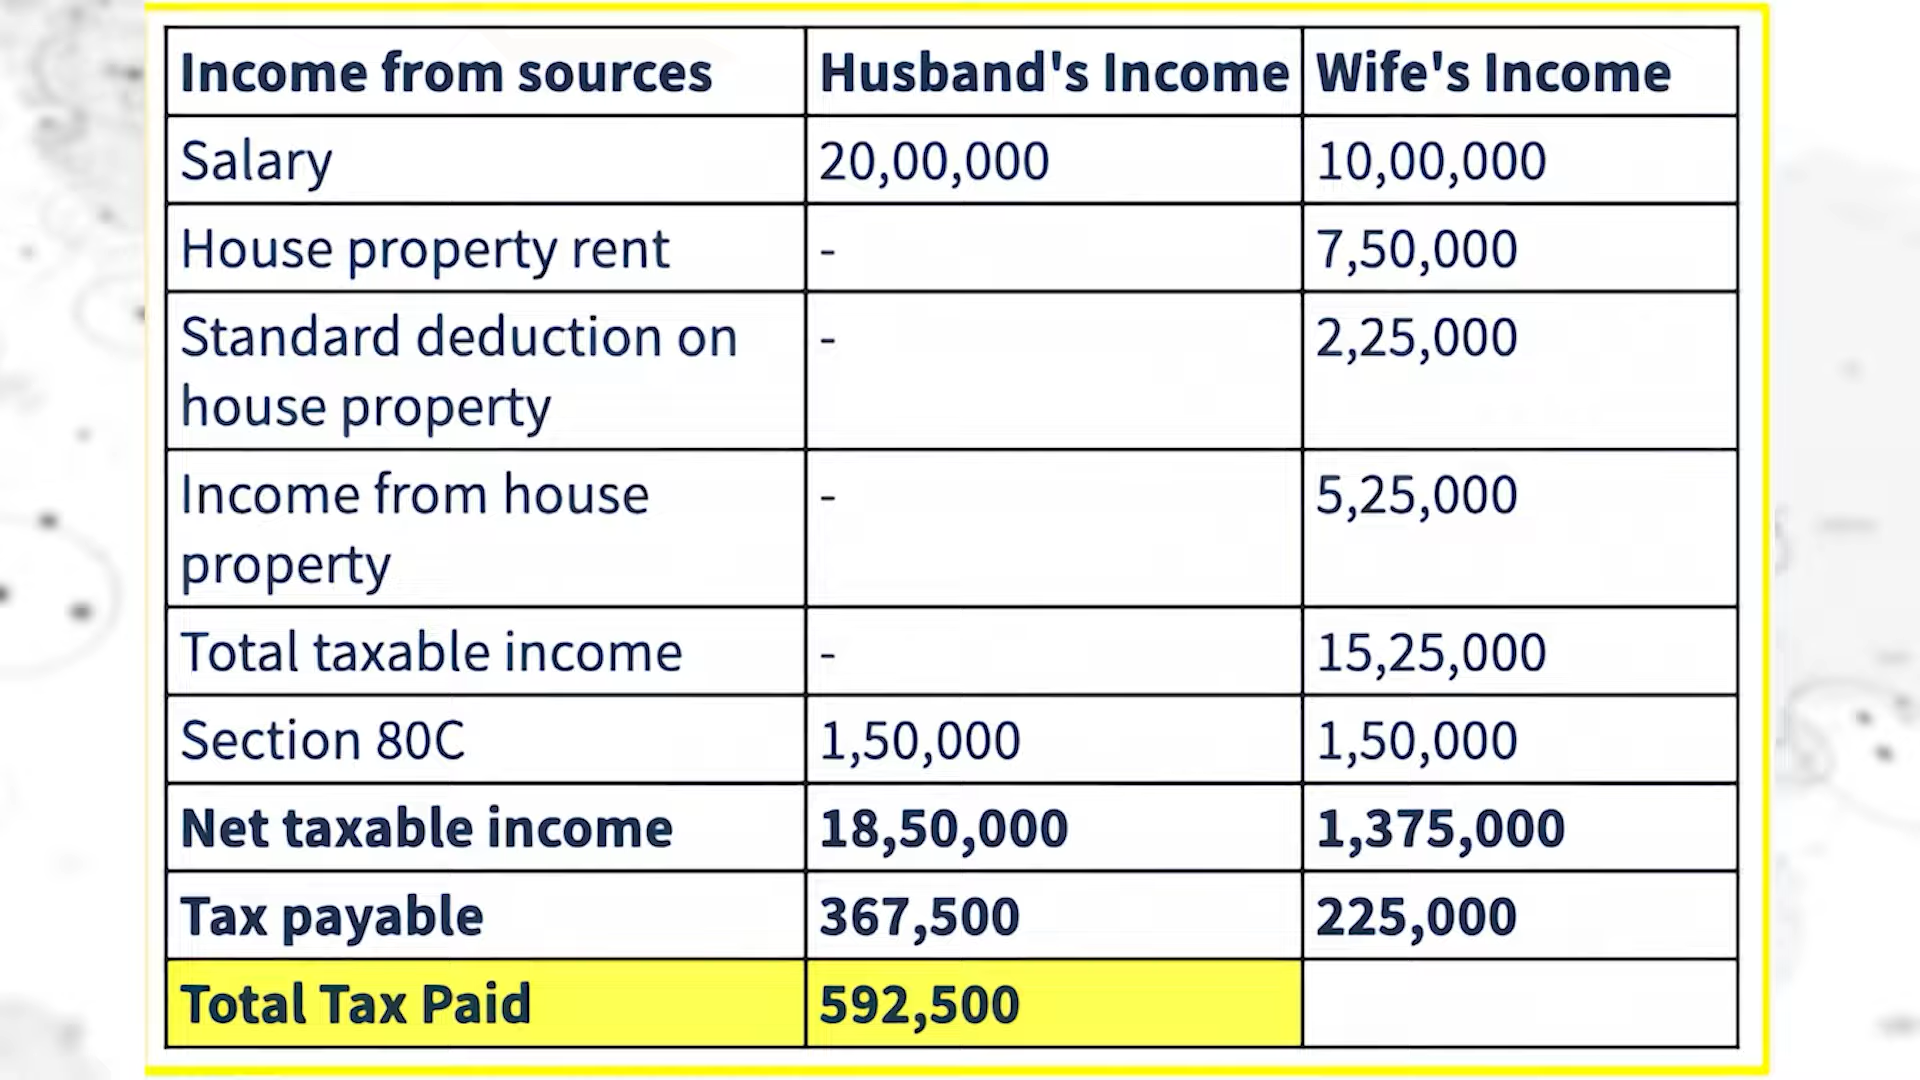 Income from sources Husband's Income Wife's Income
Salary 20,00,000 10,00,000
House property rent - 7,50,000
Standard deduction on - 2,25,000
house property
Income from house - 5,25,000
property
Total taxable income - 15,25,000
Section 80C 1,50,000 1,50,000
Net taxable income 18,50,000 1,375,000
Tax payable 367,500 225,000
Total Tax Paid 592,500